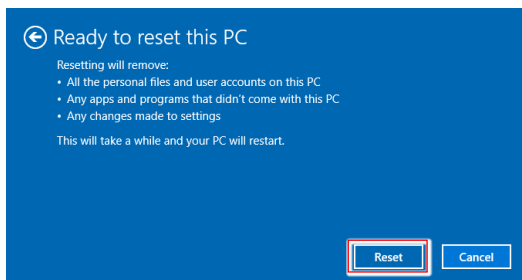 Ready to reset this PC
Resetting will remove:
• All the personal files and user accounts on this PC
• Any apps and programs that didn't come with this PC
• Any changes made to settings
This will take a while and your PC will restart.
Reset
Cancel